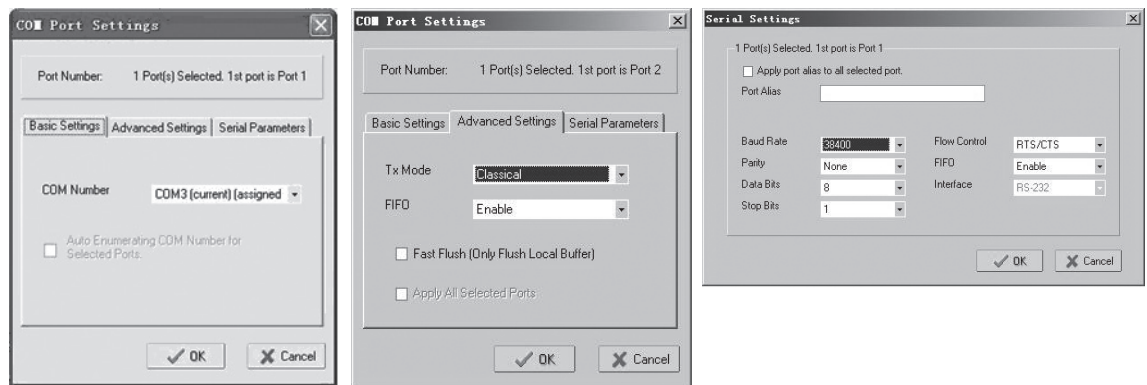 COM Port Settings
Port Number: 1 Port(s) Selected. 1st port is Port 1
Basic Settings Advanced Settings Serial Parameters
COM Number COM3 (current) (assigned
Auto Enumerating COM Number for
Selected Ports.
OK Cancel
COM Port Settings
Port Number: 1 Port(s) Selected. 1st port is Port 2
Basic Settings Advanced Settings Serial Parameters
Tx Mode Classical
FIFO Enable
Fast Flush (Only Flush Local Buffer)
Apply All Selected Ports
OK Cancel
Serial Settings
1 Port(s) Selected. 1st port is Port 1
Apply port alias to all selected port.
Port Alias
Baud Rate 38400 Flow Control RTS/CTS
Parity None FIFO Enable
Data Bits 8 Interface RS-232
Stop Bits 1
OK Cancel